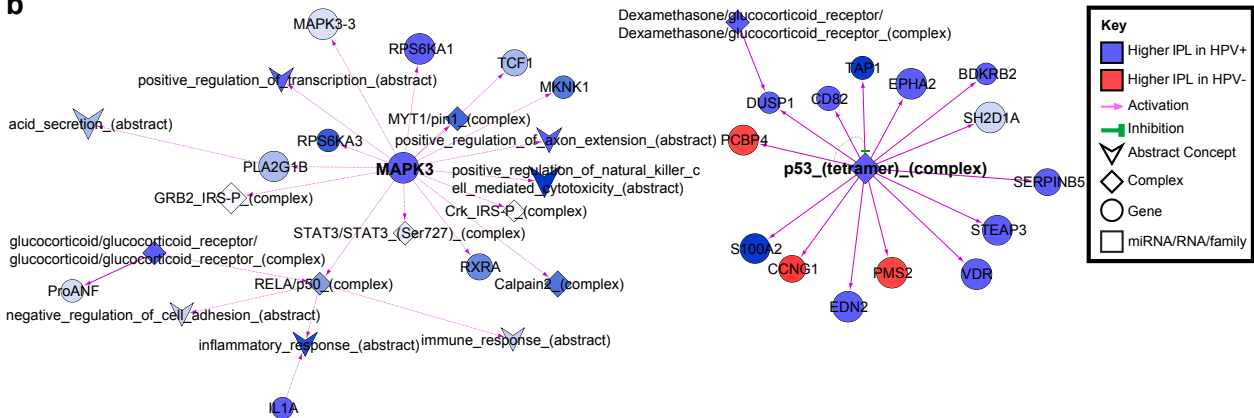 b
MAPK3-3
RPS6KA1
TCF1
positive_regulation_of_transcription_(abstract)
MKNK1
acid_secretion_(abstract)
MYT1/pin1_(complex)
RPS6KA3
positive_regulation_of_axon_extension_(abstract)
PLA2G1B
MAPK3
positive_regulation_of_natural_killer_c
ell_mediated_cytotoxicity_(abstract)
GRB2_IRS-P_(complex)
Crk_IRS-P_(complex)
STAT3/STAT3_(Ser727)_(complex)
glucocorticoid/glucocorticoid_receptor/
glucocorticoid/glucocorticoid_receptor_(complex)
RXRA
RELA/p50_(complex)
Calpain2_(complex)
ProANF
negative_regulation_of_cell_adhesion_(abstract)
inflammatory_response_(abstract)
immune_response_(abstract)
IL1A
Dexamethasone/glucocorticoid_receptor/
Dexamethasone/glucocorticoid_receptor_(complex)
TAP1
BDKRB2
EPHA2
CD82
DUSP1
SH2D1A
PCBP4
p53_(tetramer)_(complex)
SERPINB5
STEAP3
S100A2
CCNG1
PMS2
VDR
EDN2
Key
Higher IPL in HPV+
Higher IPL in HPV-
Activation
Inhibition
Abstract Concept
Complex
Gene
miRNA/RNA/family